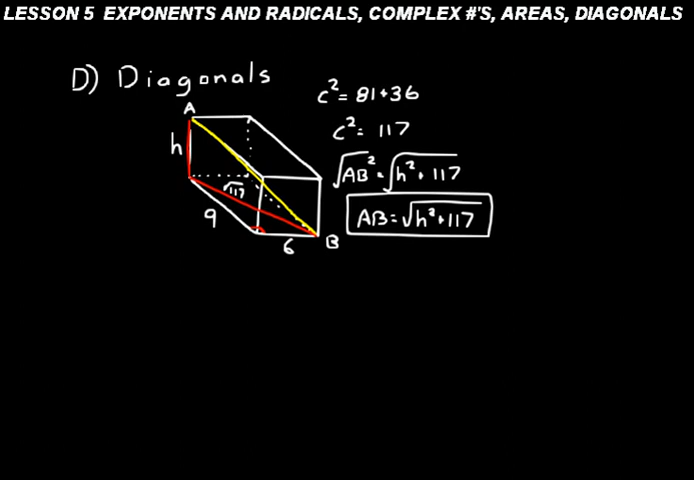 LESSON 5 EXPONENTS AND RADICALS, COMPLEX #'S, AREAS, DIAGONALS
D) Diagonals
c² = 81+36
c² = 117
√AB² = √h² + 117
AB = √h²+117
A
h
√117
9
6
B